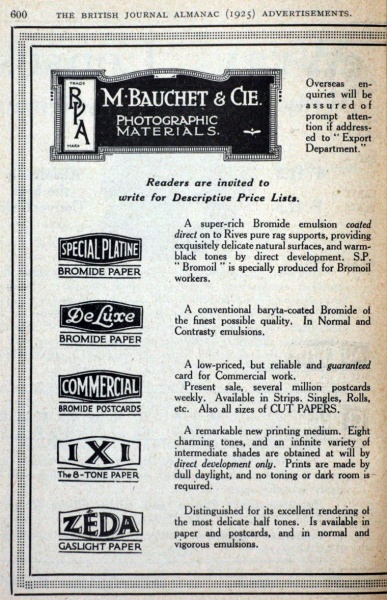 600 THE BRITISH JOURNAL ALMANAC (1925) ADVERTISEMENTS.
TRADE
RPA
MARK
M. BAUCHET & CIE.
PHOTOGRAPHIC
MATERIALS.
Overseas en-
quiries will be
assured of
prompt atten-
tion if address-
ed to "Export
Department."
Readers are invited to
write for Descriptive Price Lists.
SPECIAL PLATINE
BROMIDE PAPER
A super-rich Bromide emulsion coated
direct on to Rives pure rag supports, providing
exquisitely delicate natural surfaces, and warm-
black tones by direct development. S.P.
"Bromoil" is specially produced for Bromoil
workers.
De Luxe
BROMIDE PAPER
A conventional baryta-coated Bromide of
the finest possible quality. In Normal and
Contrasty emulsions.
COMMERCIAL
BROMIDE POSTCARDS
A low-priced, but reliable and guaranteed
card for Commercial work.
Present sale, several million postcards
weekly. Available in Strips, Singles, Rolls,
etc. Also all sizes of CUT PAPERS.
IXI
The 8-TONE PAPER
A remarkable new printing medium. Eight
charming tones, and an infinite variety of
intermediate shades are obtained at will by
direct development only. Prints are made by
dull daylight, and no toning or dark room is
required.
ZÉDA
GASLIGHT PAPER
Distinguished for its excellent rendering of
the most delicate half tones. Is available in
paper and postcards, and in normal and
vigorous emulsions.